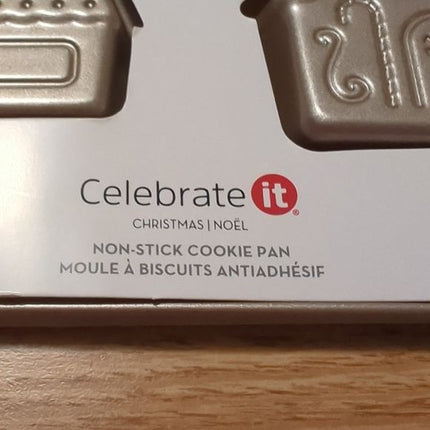 Celebrate it®
CHRISTMAS | NOËL
NON-STICK COOKIE PAN
MOULE À BISCUITS ANTIADHÉSIF